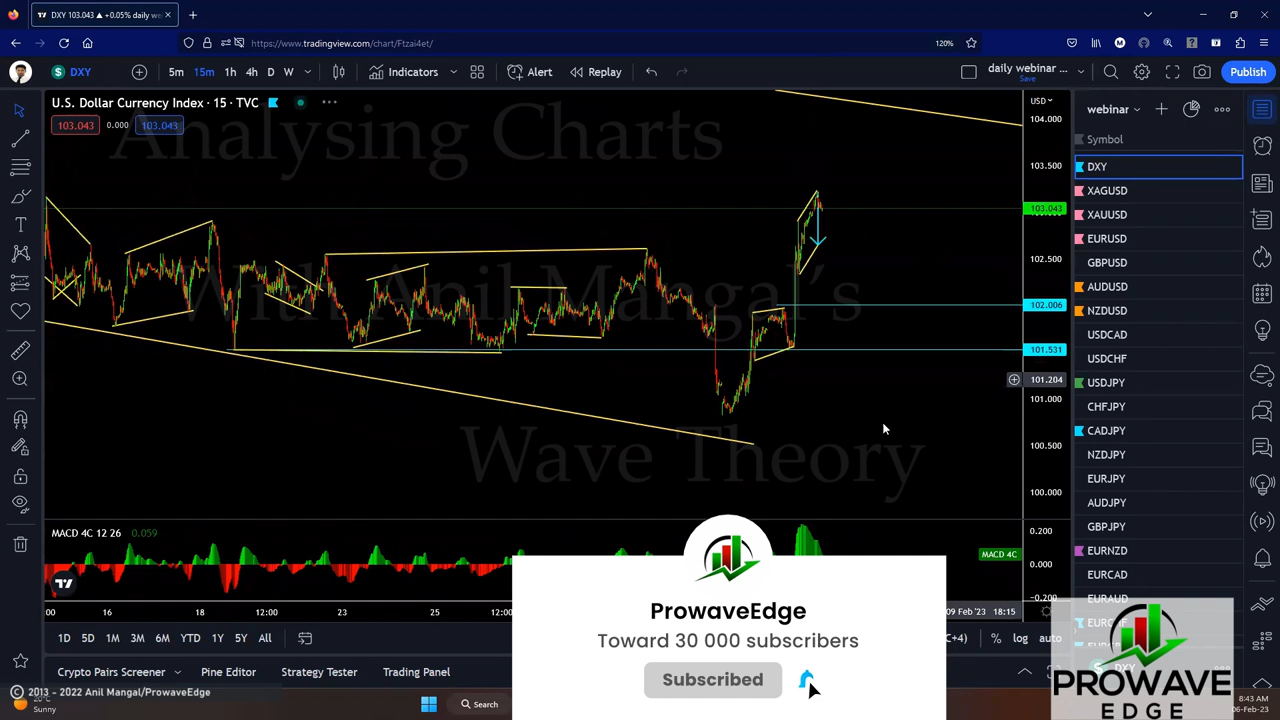 DXY 103.043 ▲ +0.05% daily we
https://www.tradingview.com/chart/Ftzai4et/
120%
DXY
5m 15m 1h 4h D W
Indicators
Alert
Replay
daily webinar ...
Save
Publish
U.S. Dollar Currency Index · 15 · TVC
103.043 0.000 103.043
USD
webinar
Symbol
DXY
XAGUSD
XAUUSD
EURUSD
GBPUSD
AUDUSD
NZDUSD
USDCAD
USDCHF
USDJPY
CHFJPY
CADJPY
NZDJPY
EURJPY
AUDJPY
GBPJPY
EURNZD
EURCAD
EURAUD
DXY
104.000
103.500
103.043
102.500
102.006
101.531
101.204
101.000
100.500
100.000
Analysing Charts
With Anil Mangal's
Wave Theory
MACD 4C 12 26 0.059
0.200
MACD 4C
0.000
-0.200
:00 16 18 12:00 23 25 12:0
09 Feb '23 18:15
1D 5D 1M 3M 6M YTD 1Y 5Y All
C+4) % log auto
Crypto Pairs Screener
Pine Editor
Strategy Tester
Trading Panel
ProwaveEdge
Toward 30 000 subscribers
Subscribed
© 2013 - 2022 Anil Mangal/ProwaveEdge
Sunny
Search
8:43 AM
06-Feb-23
PROWAVE
EDGE